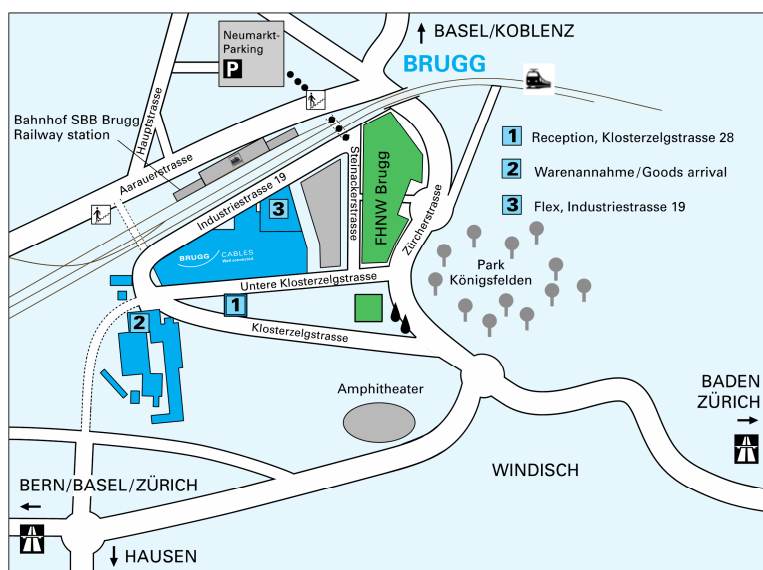 BASEL/KOBLENZ
BRUGG
Neumarkt-
Parking
P
Bahnhof SBB Brugg
Railway station
Hauptstrasse
Aarauerstrasse
Industriestrasse 19
Steinackerstrasse
FHNW Brugg
Zürcherstrasse
1 Reception, Klosterzelgstrasse 28
2 Warenannahme/Goods arrival
3 Flex, Industriestrasse 19
3
BRUGG CABLES
Well connected.
Park
Königsfelden
Untere Klosterzelgstrasse
1
2
Klosterzelgstrasse
Amphitheater
BADEN
ZÜRICH
WINDISCH
BERN/BASEL/ZÜRICH
HAUSEN